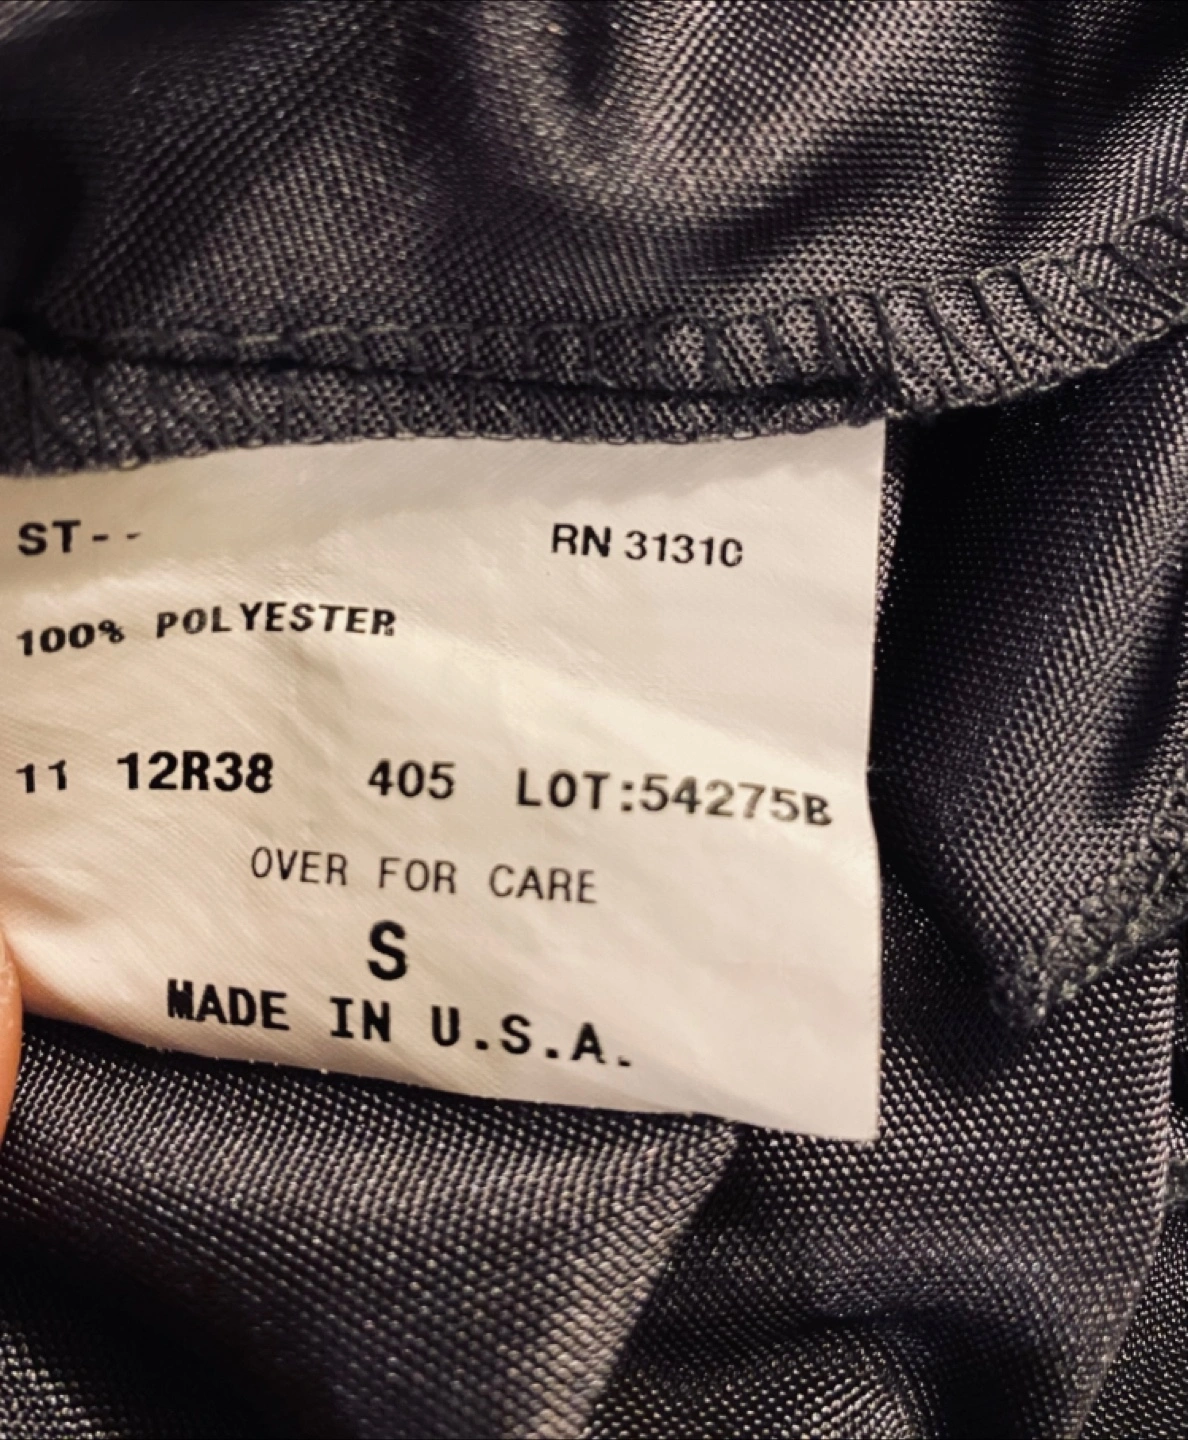 ST--
RN 31310
100% POLYESTER
11 12R38 405 LOT:54275B
OVER FOR CARE
S
MADE IN U.S.A.